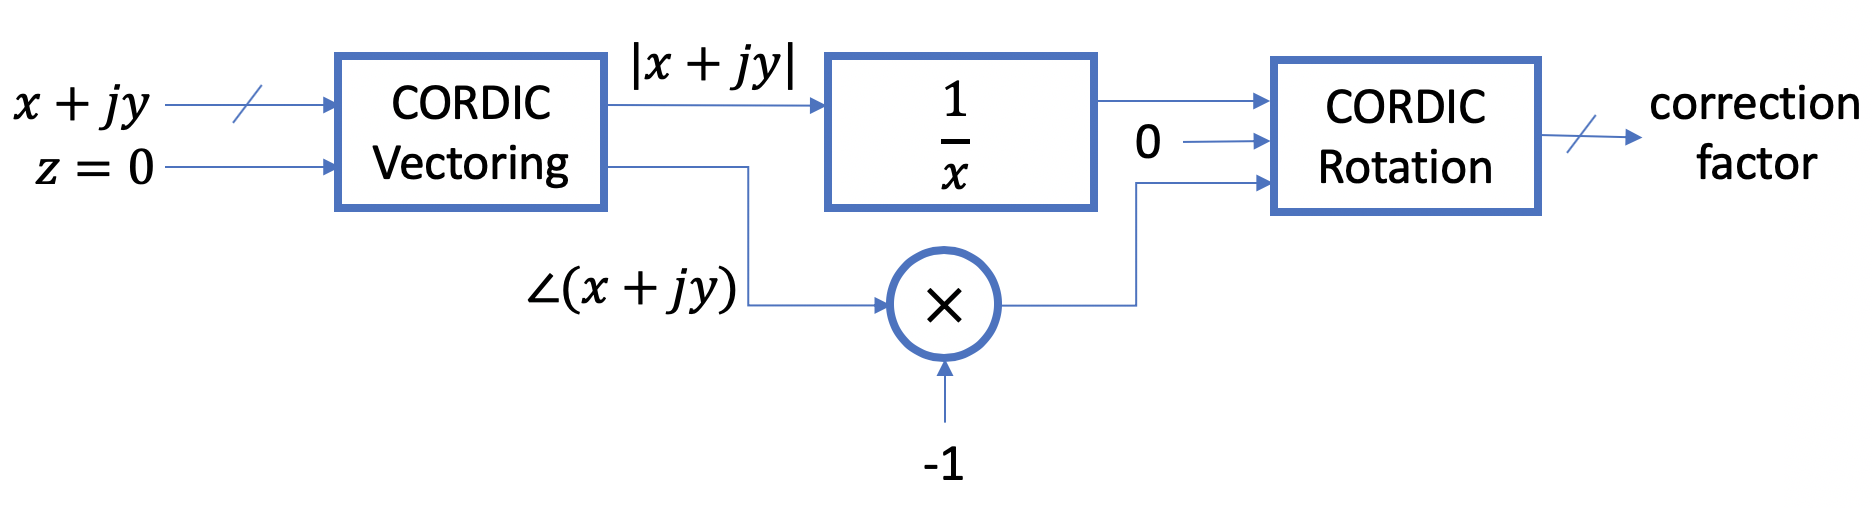 x + jy
z = 0
CORDIC
Vectoring
|x + jy|
∠(x + jy)
1
x
×
-1
0
CORDIC
Rotation
correction
factor